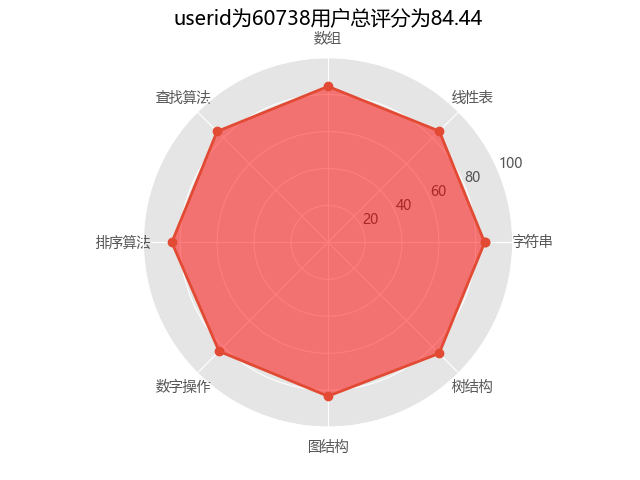 userid为60738用户总评分为84.44
数组
查找算法
线性表
100
80
60
40
20
排序算法
字符串
数字操作
树结构
图结构